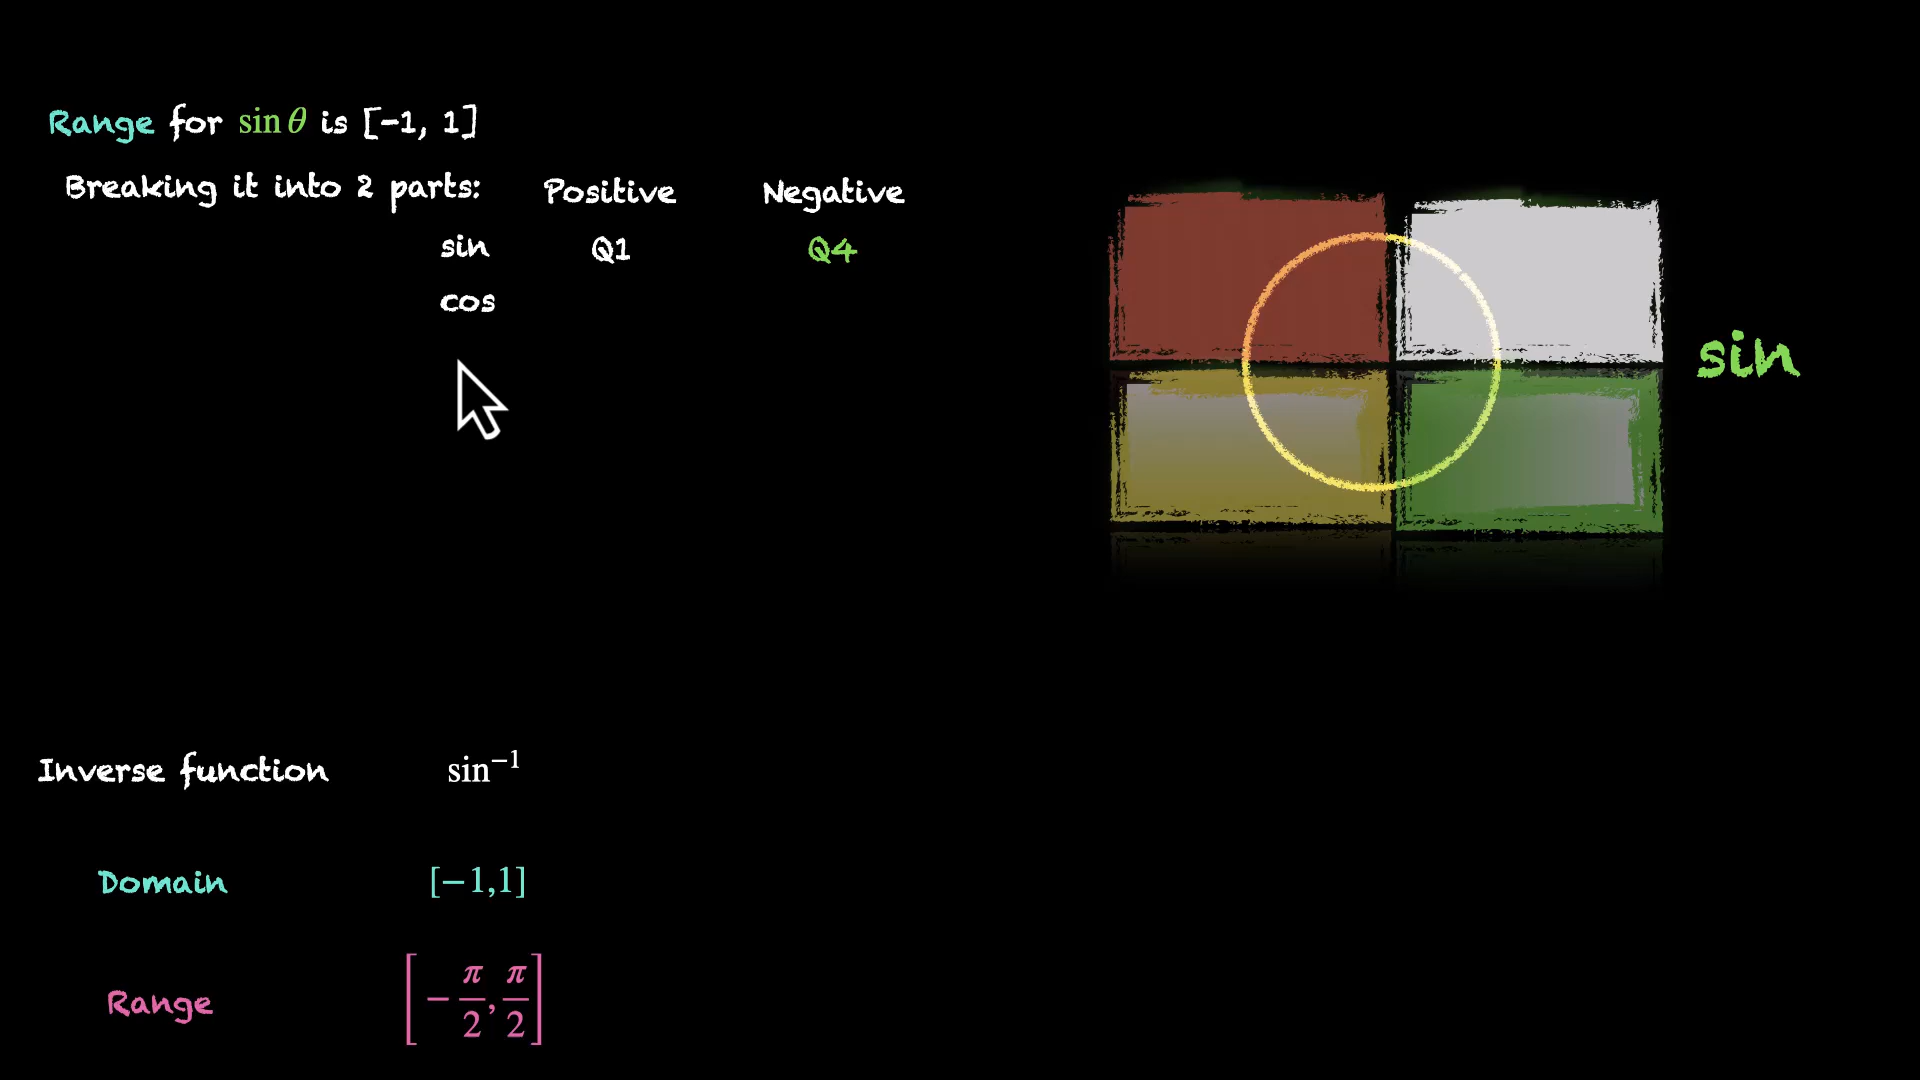 Range for sin θ is [-1, 1]
Breaking it into 2 parts: Positive Negative
sin Q1 Q4
cos
sin
Inverse function sin⁻¹
Domain [−1,1]
Range [−π/2, π/2]